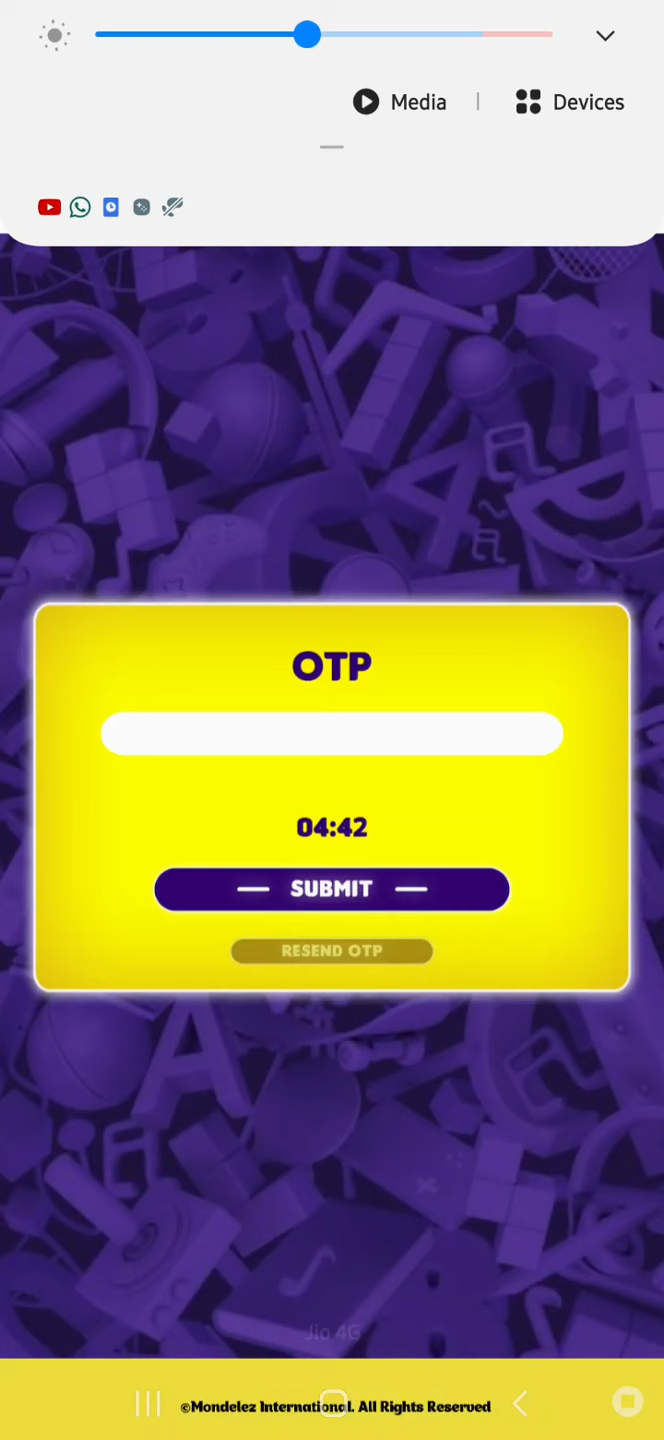 Media
Devices
OTP
04:42
SUBMIT
RESEND OTP
Jio 4G
©Mondelez International. All Rights Reserved